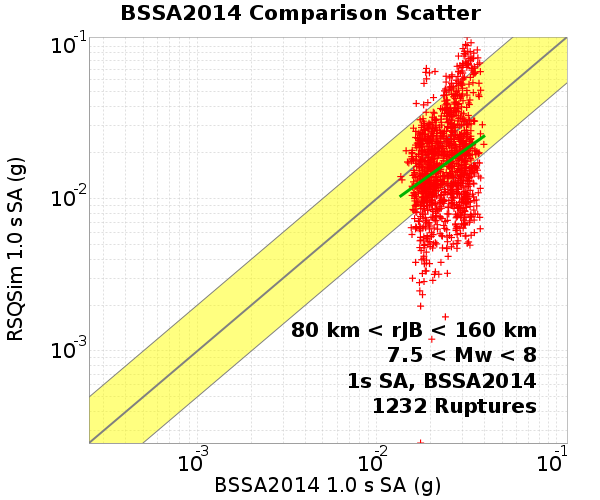 BSSA2014 Comparison Scatter
10-1
10-2
10-3
RSQSim 1.0 s SA (g)
80 km < rJB < 160 km
7.5 < Mw < 8
1s SA, BSSA2014
1232 Ruptures
10-3 10-2 10-1
BSSA2014 1.0 s SA (g)